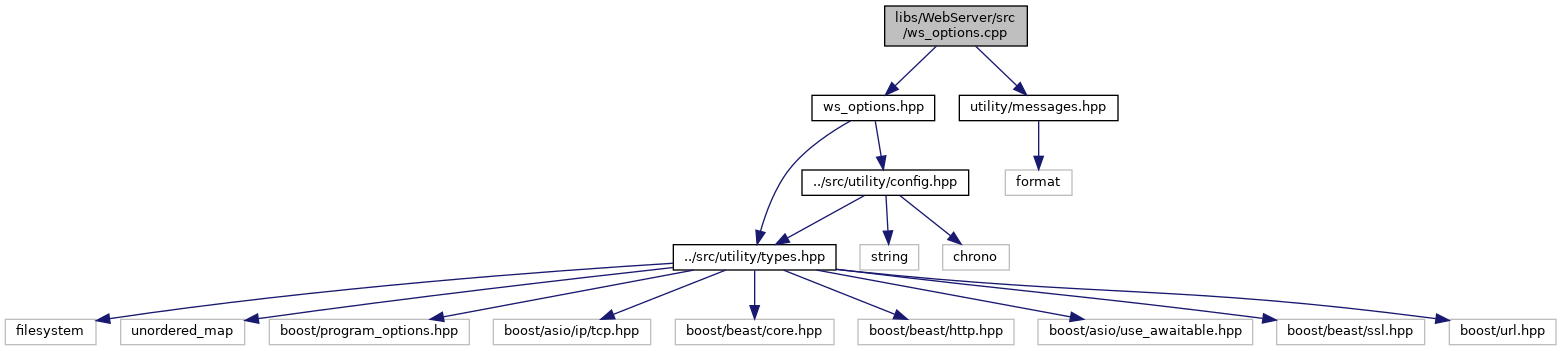 libs/WebServer/src
/ws_options.cpp
ws_options.hpp
utility/messages.hpp
../src/utility/config.hpp
format
../src/utility/types.hpp
string
chrono
filesystem
unordered_map
boost/program_options.hpp
boost/asio/ip/tcp.hpp
boost/beast/core.hpp
boost/beast/http.hpp
boost/asio/use_awaitable.hpp
boost/beast/ssl.hpp
boost/url.hpp